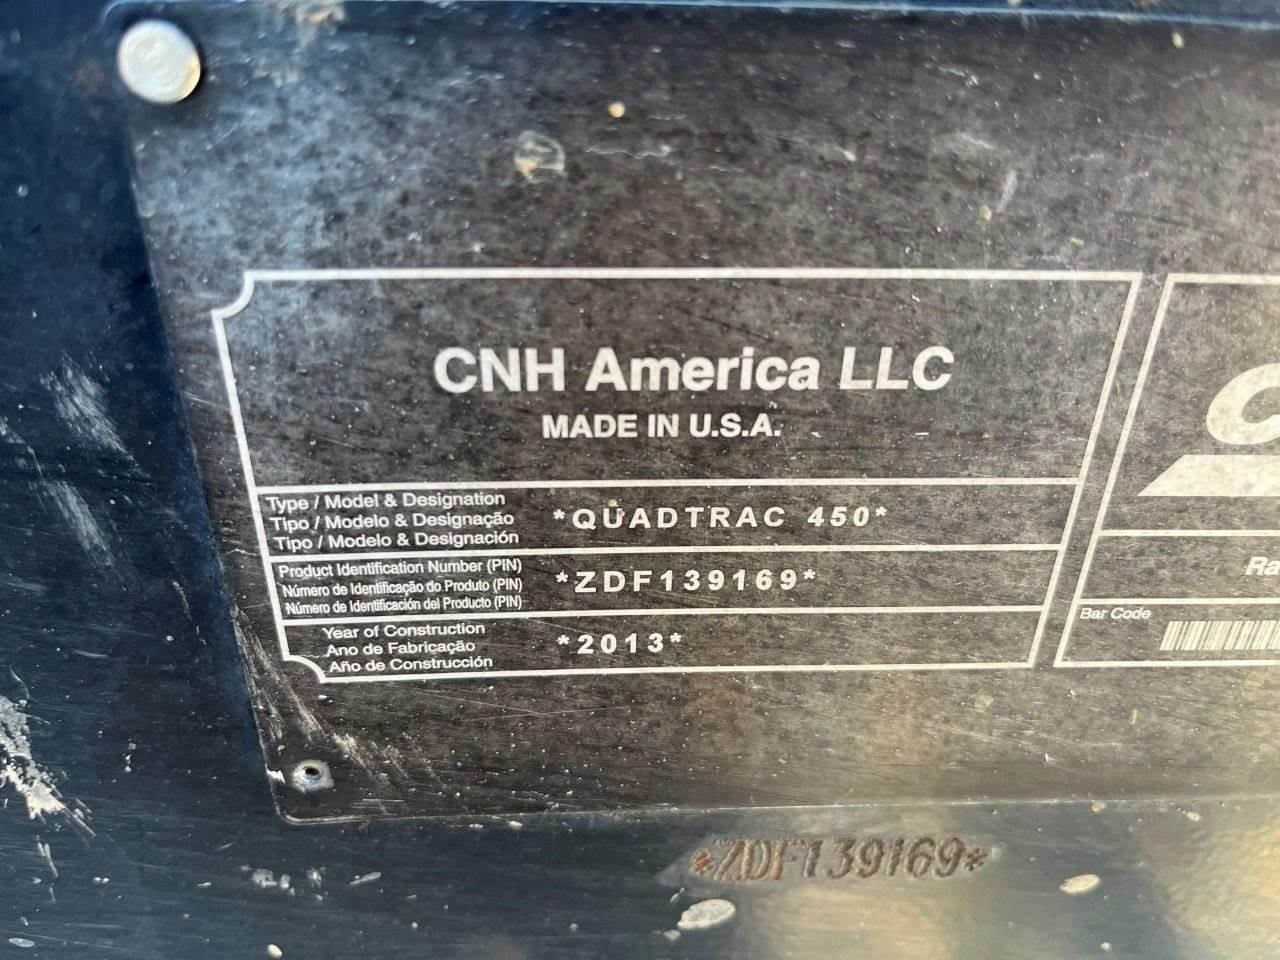 CNH America LLC
MADE IN U.S.A.
Type / Model & Designation
Tipo / Modelo & Designação
Tipo / Modelo & Designación
*QUADTRAC 450*
Product Identification Number (PIN)
Número de Identificação do Produto (PIN)
Número de Identificación del Producto (PIN)
*ZDF139169*
Year of Construction
Ano de Fabricação
Año de Construcción
*2013*
Bar Code
*ZDF139169*